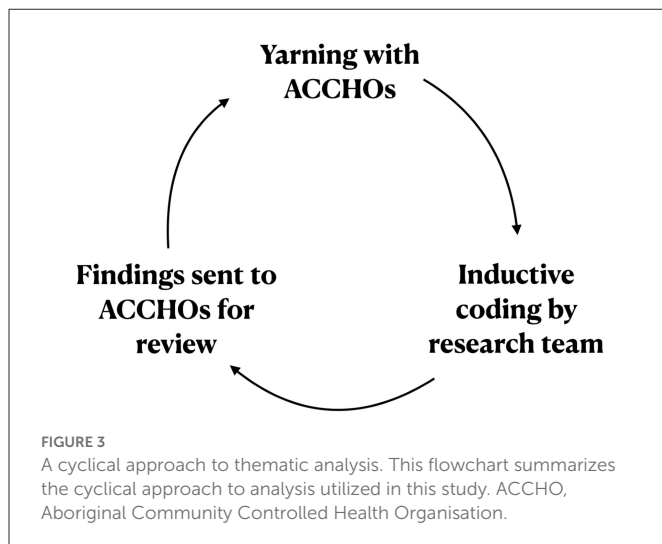 Yarning with
ACCHOs
Findings sent to
ACCHOs for
review
Inductive
coding by
research team
FIGURE 3
A cyclical approach to thematic analysis. This flowchart summarizes
the cyclical approach to analysis utilized in this study. ACCHO,
Aboriginal Community Controlled Health Organisation.